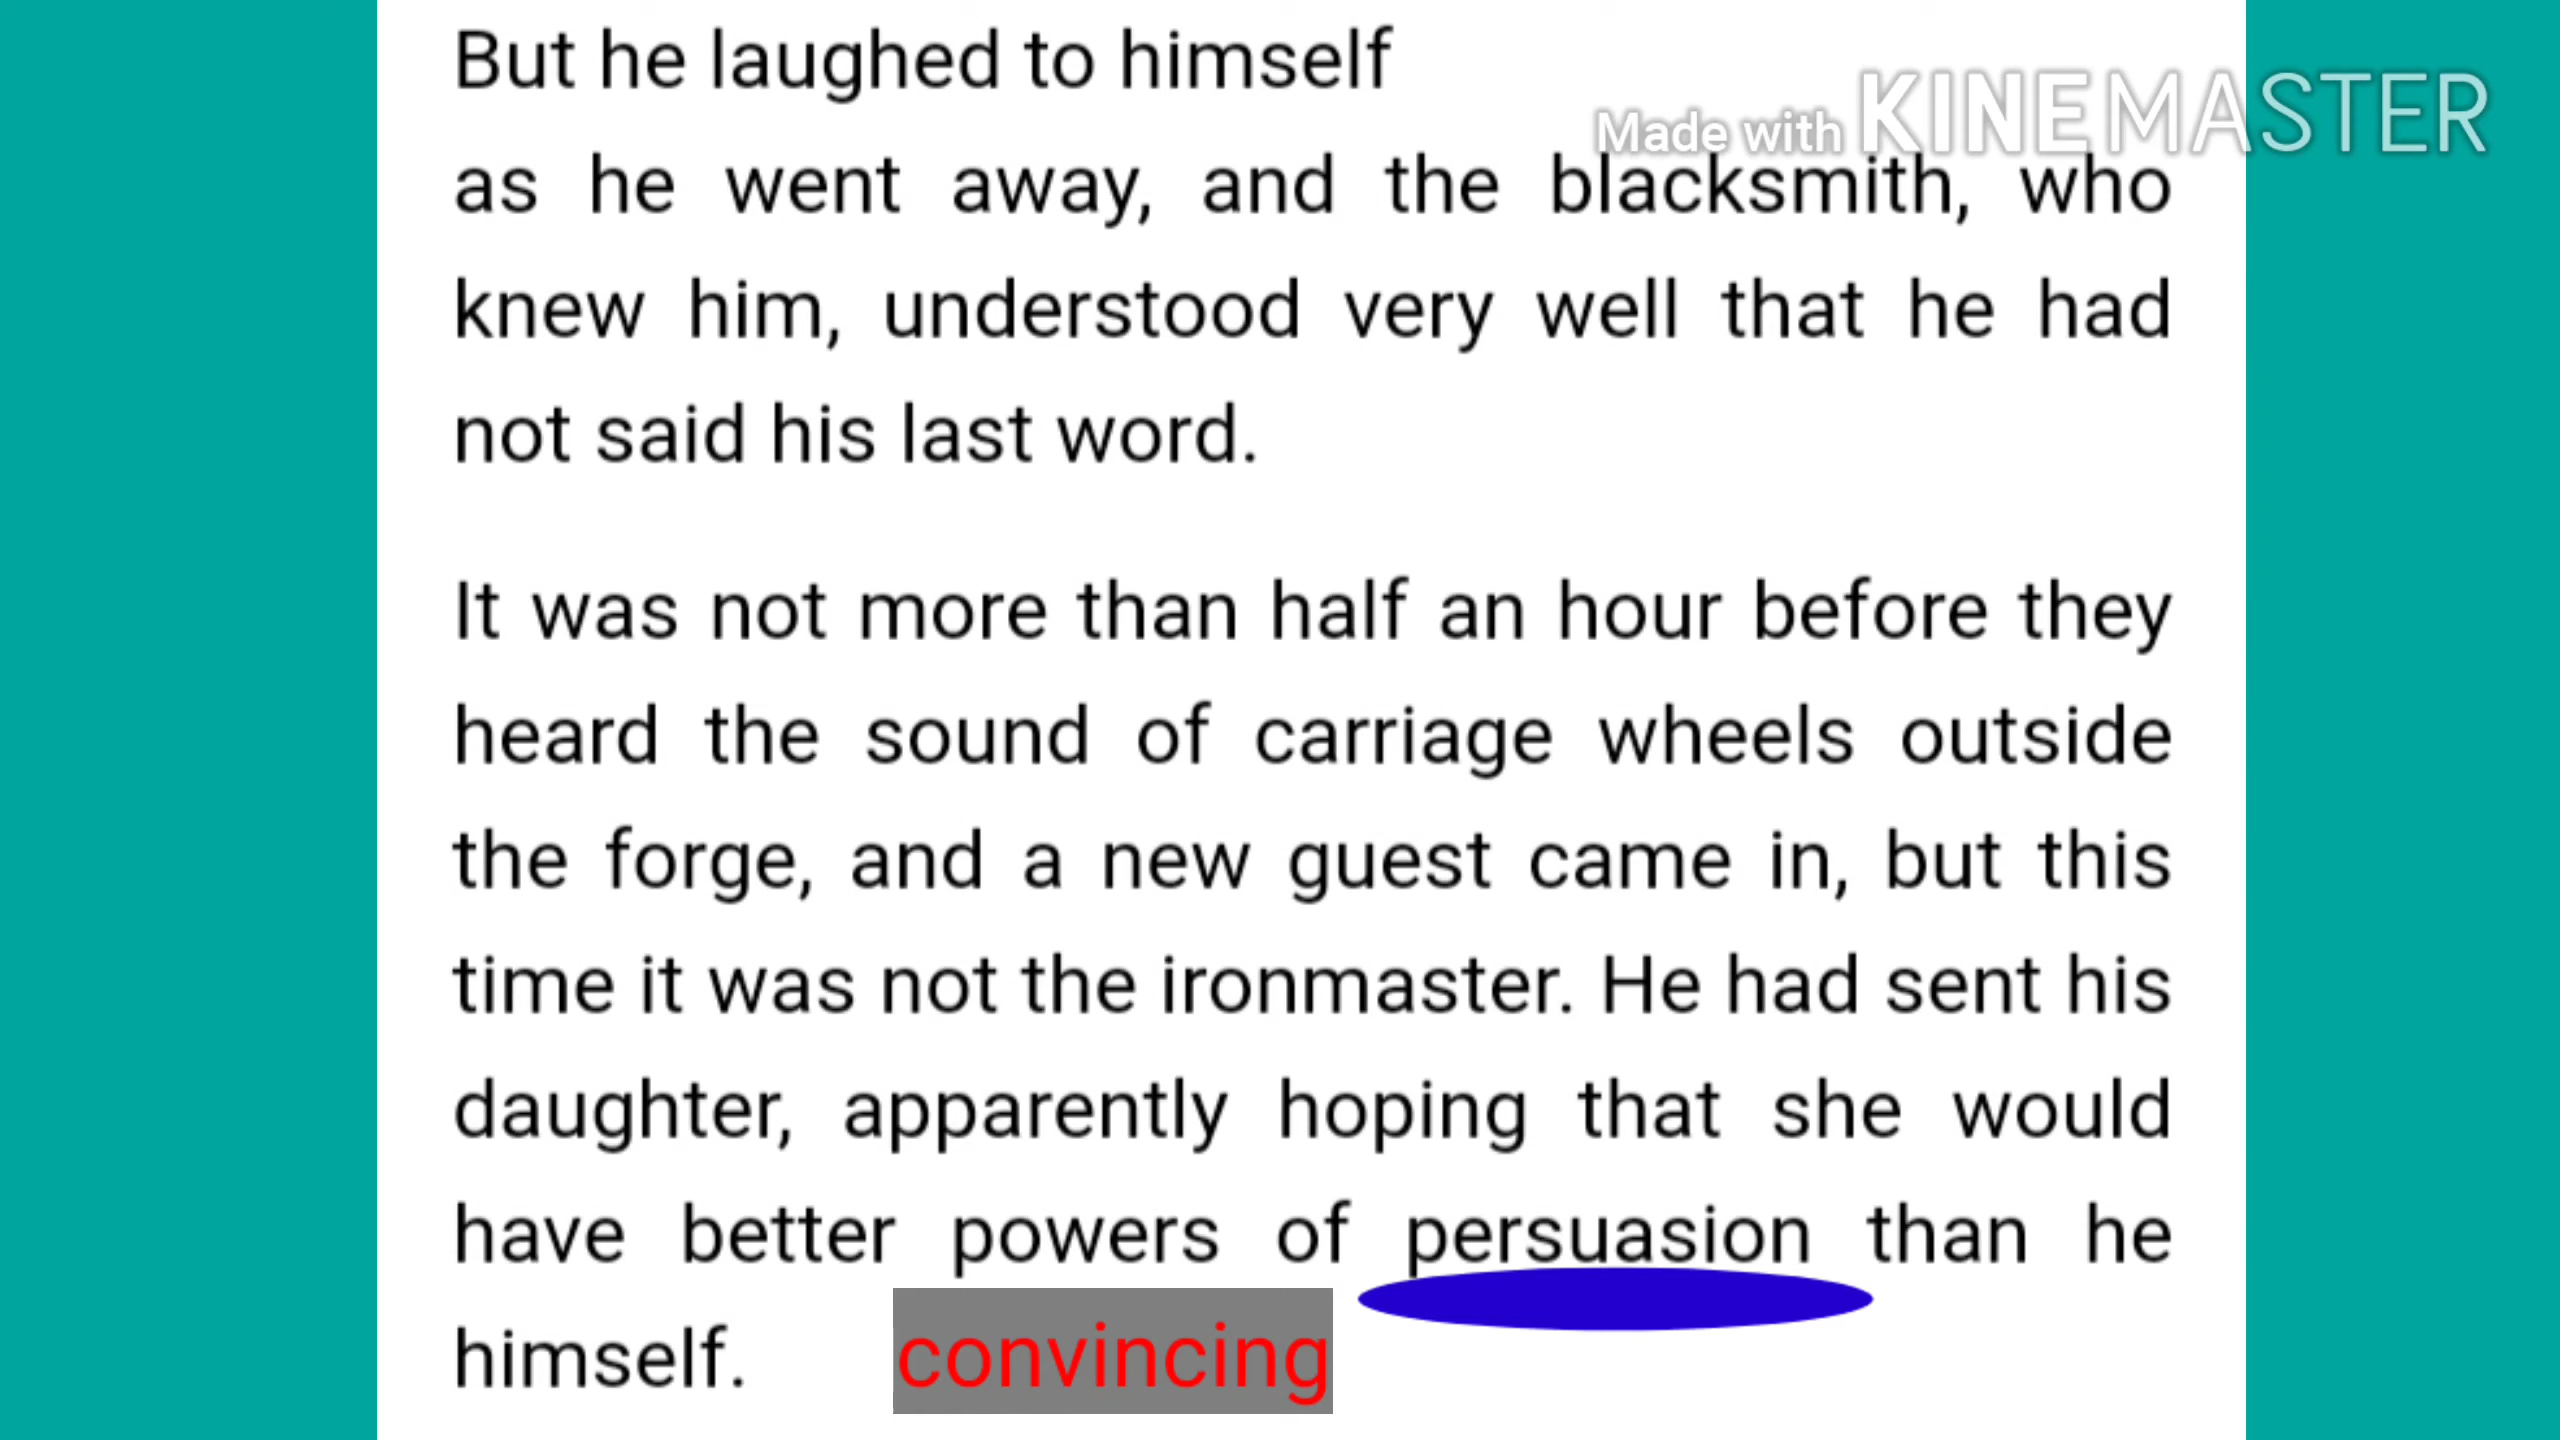 But he laughed to himself
Made with KINEMASTER
as he went away, and the blacksmith, who
knew him, understood very well that he had
not said his last word.
It was not more than half an hour before they
heard the sound of carriage wheels outside
the forge, and a new guest came in, but this
time it was not the ironmaster. He had sent his
daughter, apparently hoping that she would
have better powers of persuasion than he
himself.
convincing